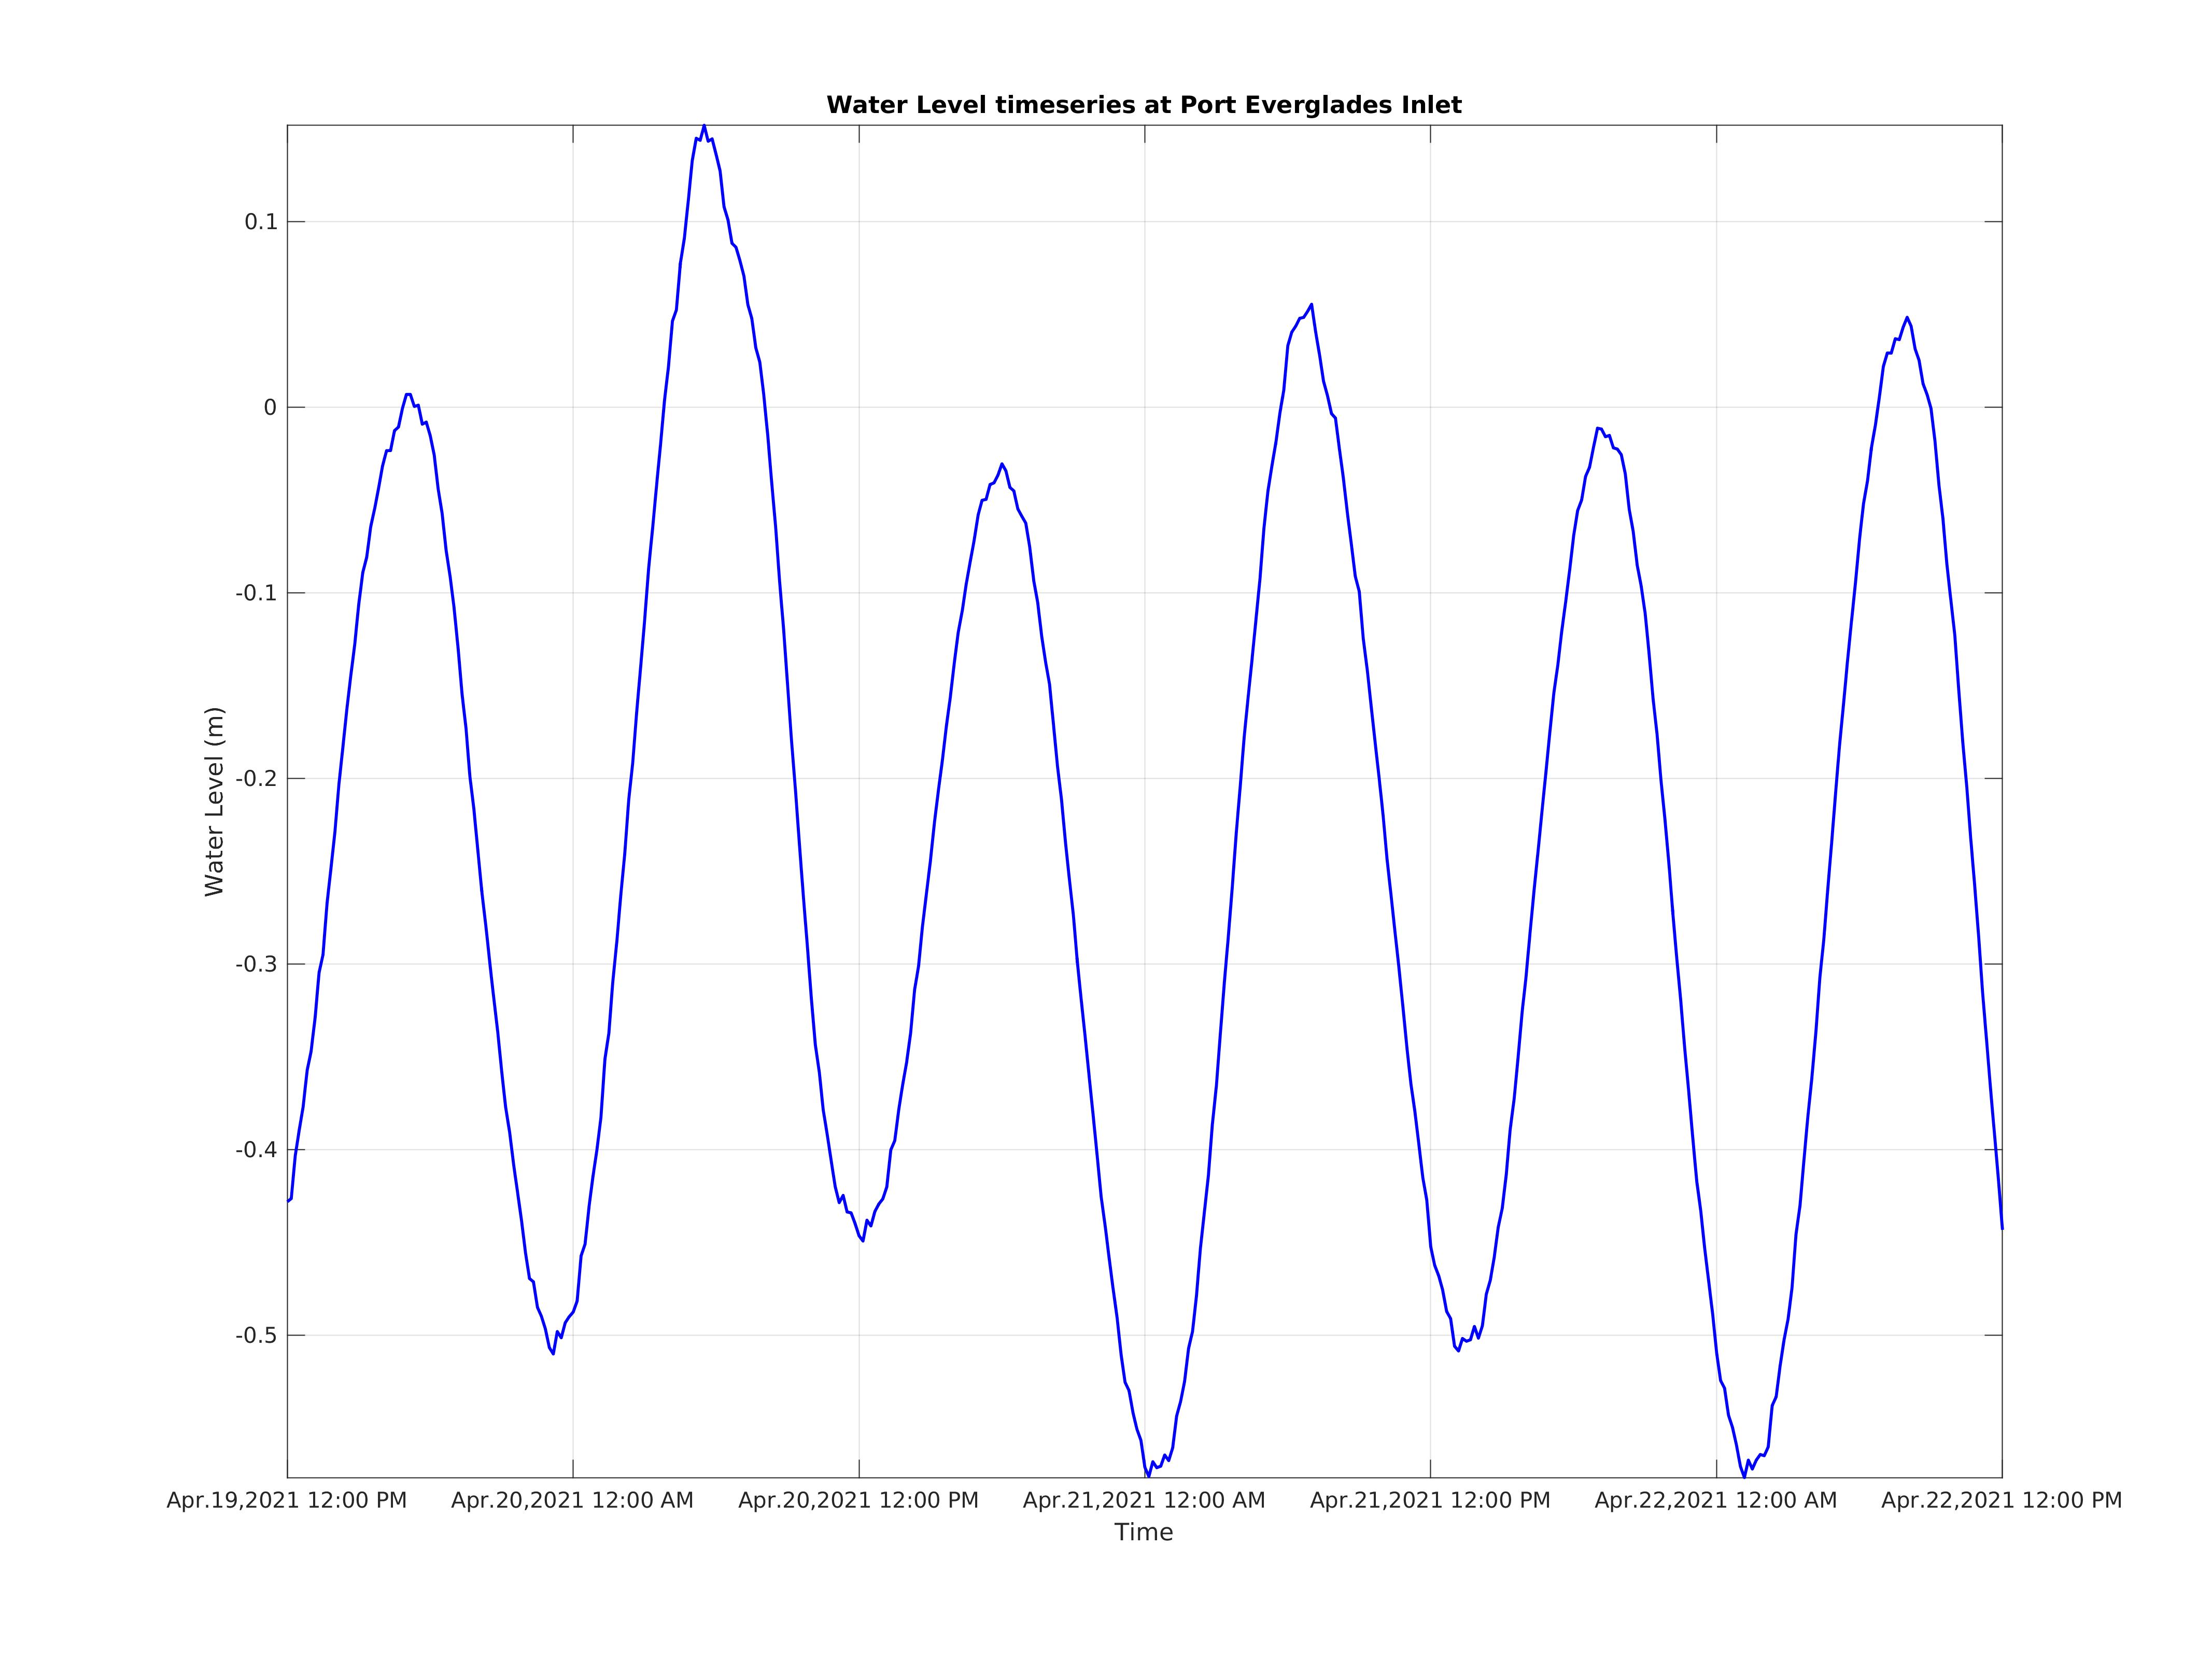 Water Level timeseries at Port Everglades Inlet
0.1
0
-0.1
-0.2
-0.3
-0.4
-0.5
Water Level (m)
Apr.19,2021 12:00 PM
Apr.20,2021 12:00 AM
Apr.20,2021 12:00 PM
Apr.21,2021 12:00 AM
Apr.21,2021 12:00 PM
Apr.22,2021 12:00 AM
Apr.22,2021 12:00 PM
Time